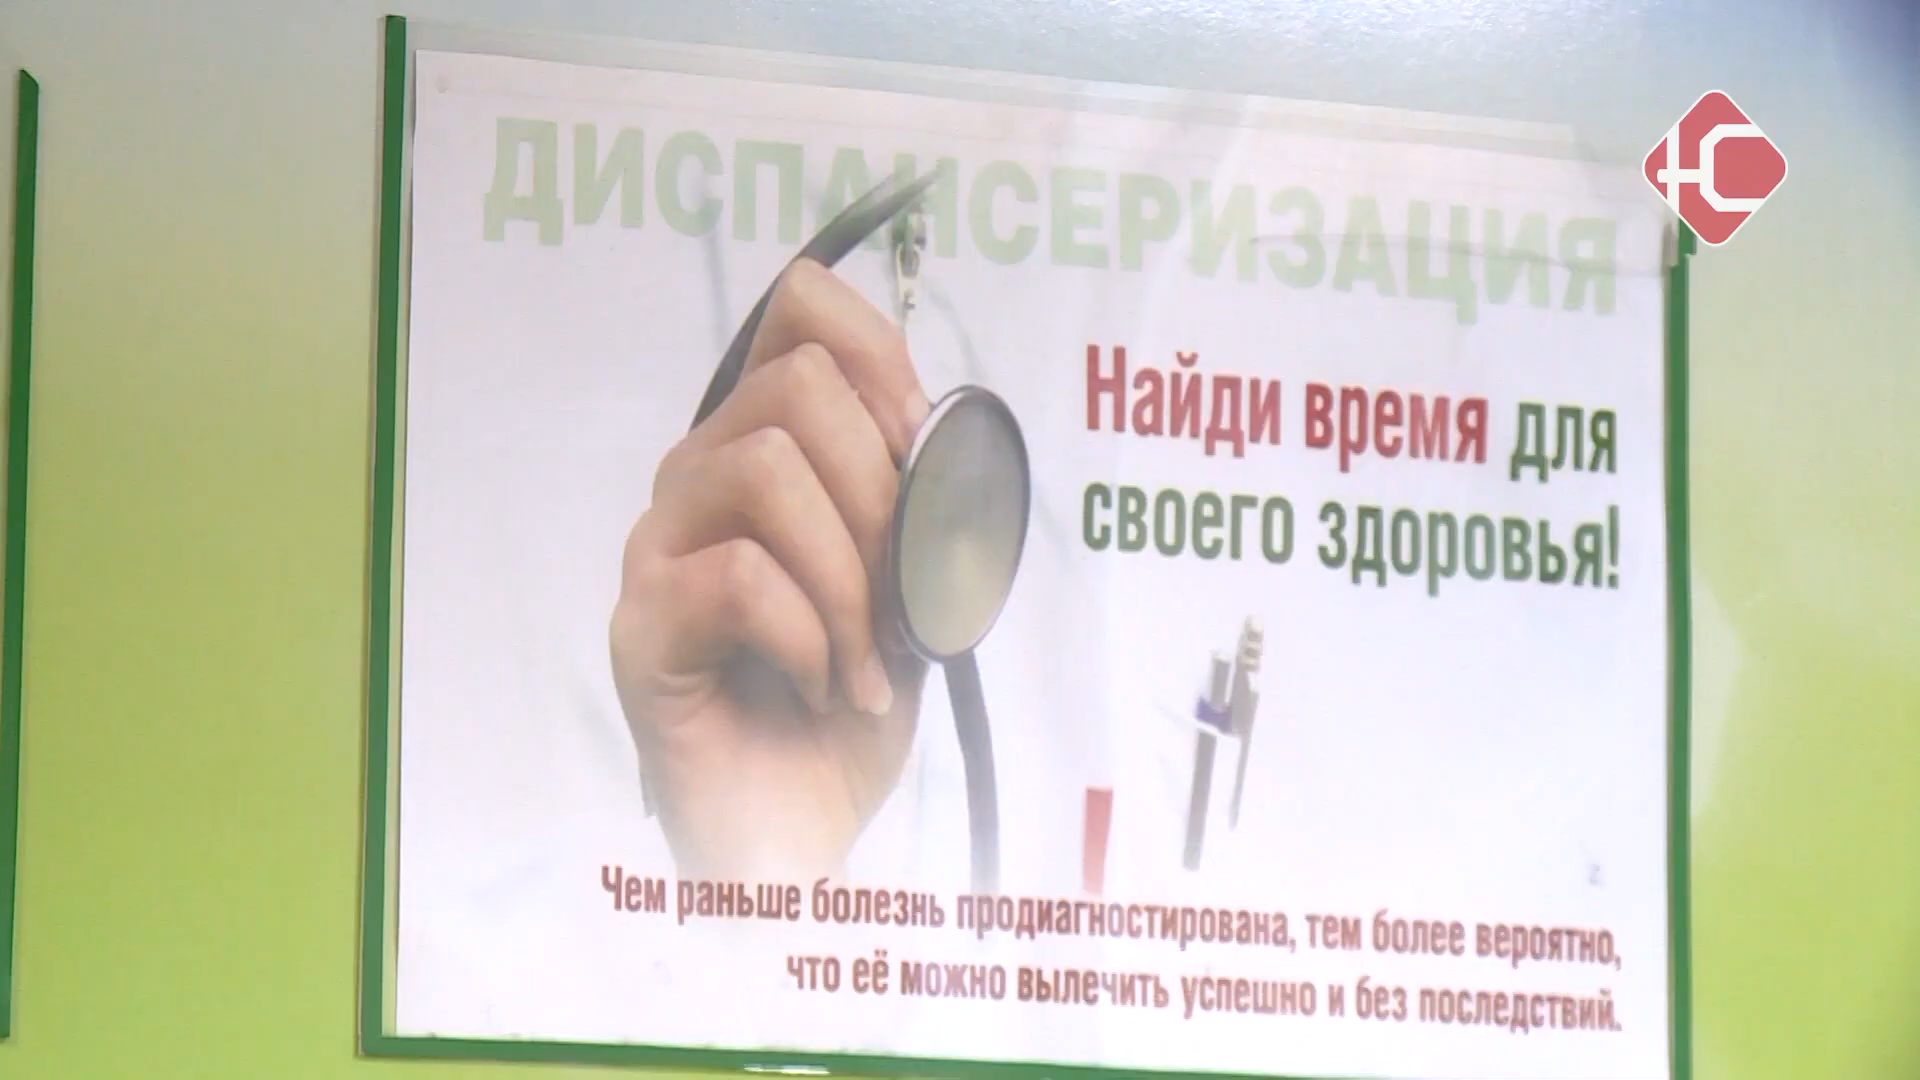 ДИСПАНСЕРИЗАЦИЯ
Найди время для
своего здоровья!
Чем раньше болезнь продиагностирована, тем более вероятно,
что её можно вылечить успешно и без последствий.